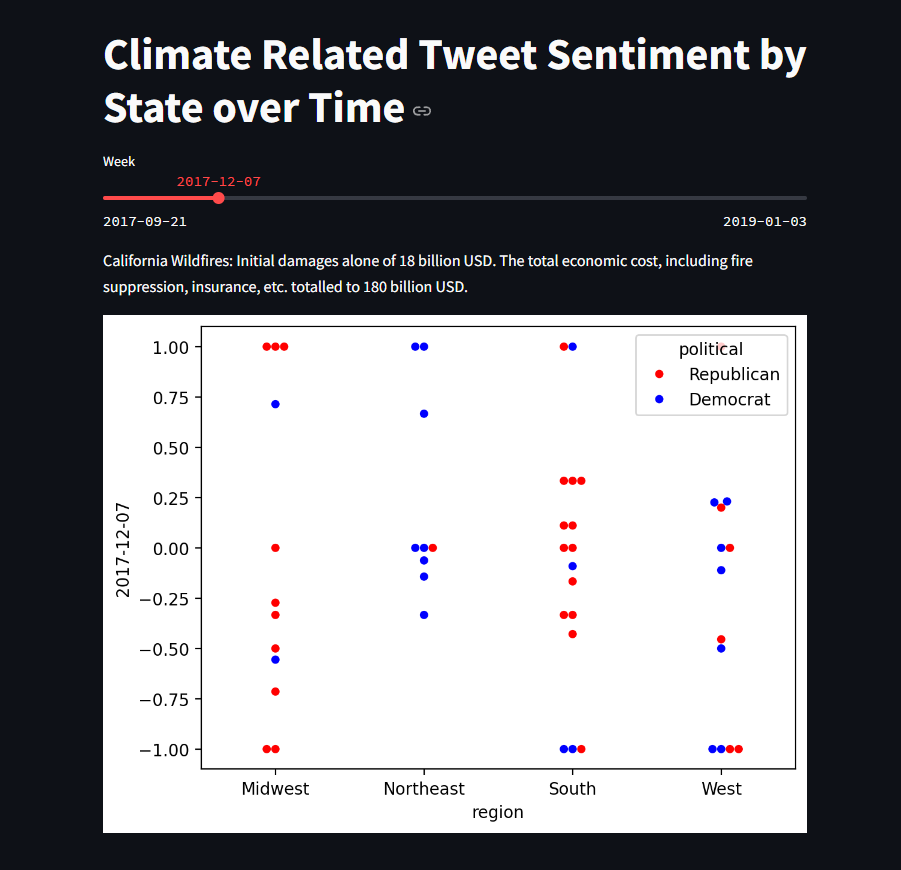 Climate Related Tweet Sentiment by
State over Time
Week
2017-12-07
2017-09-21
2019-01-03
California Wildfires: Initial damages alone of 18 billion USD. The total economic cost, including fire
suppression, insurance, etc. totalled to 180 billion USD.
political
Republican
Democrat
1.00
0.75
0.50
0.25
0.00
−0.25
−0.50
−0.75
−1.00
2017-12-07
Midwest
Northeast
South
West
region